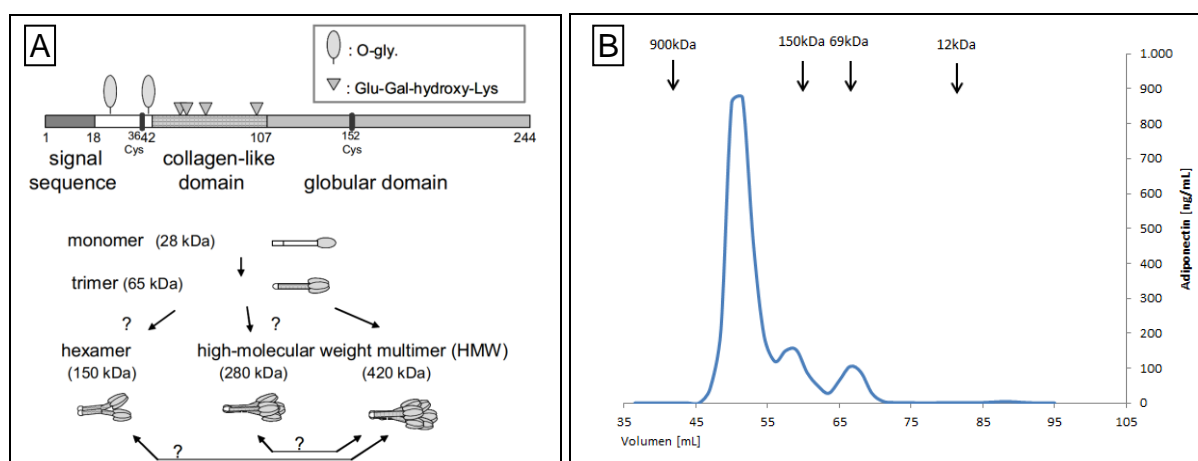 A
: O-gly.
: Glu-Gal-hydroxy-Lys
1 18 36 42 107 152 244
Cys Cys
signal sequence
collagen-like domain
globular domain
monomer (28 kDa)
trimer (65 kDa)
? ?
hexamer
(150 kDa)
high-molecular weight multimer (HMW)
(280 kDa) (420 kDa)
?
?
B
900kDa 150kDa 69kDa 12kDa
1.000
900
800
700
600
500
400
300
200
100
0
Adiponectin [ng/mL]
35 45 55 65 75 85 95 105
Volumen [mL]